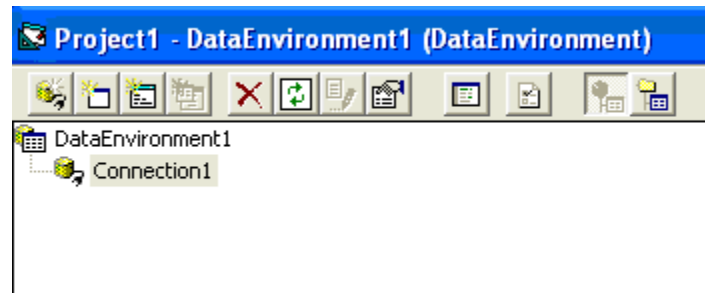 Project1 - DataEnvironment1 (DataEnvironment)
DataEnvironment1
Connection1